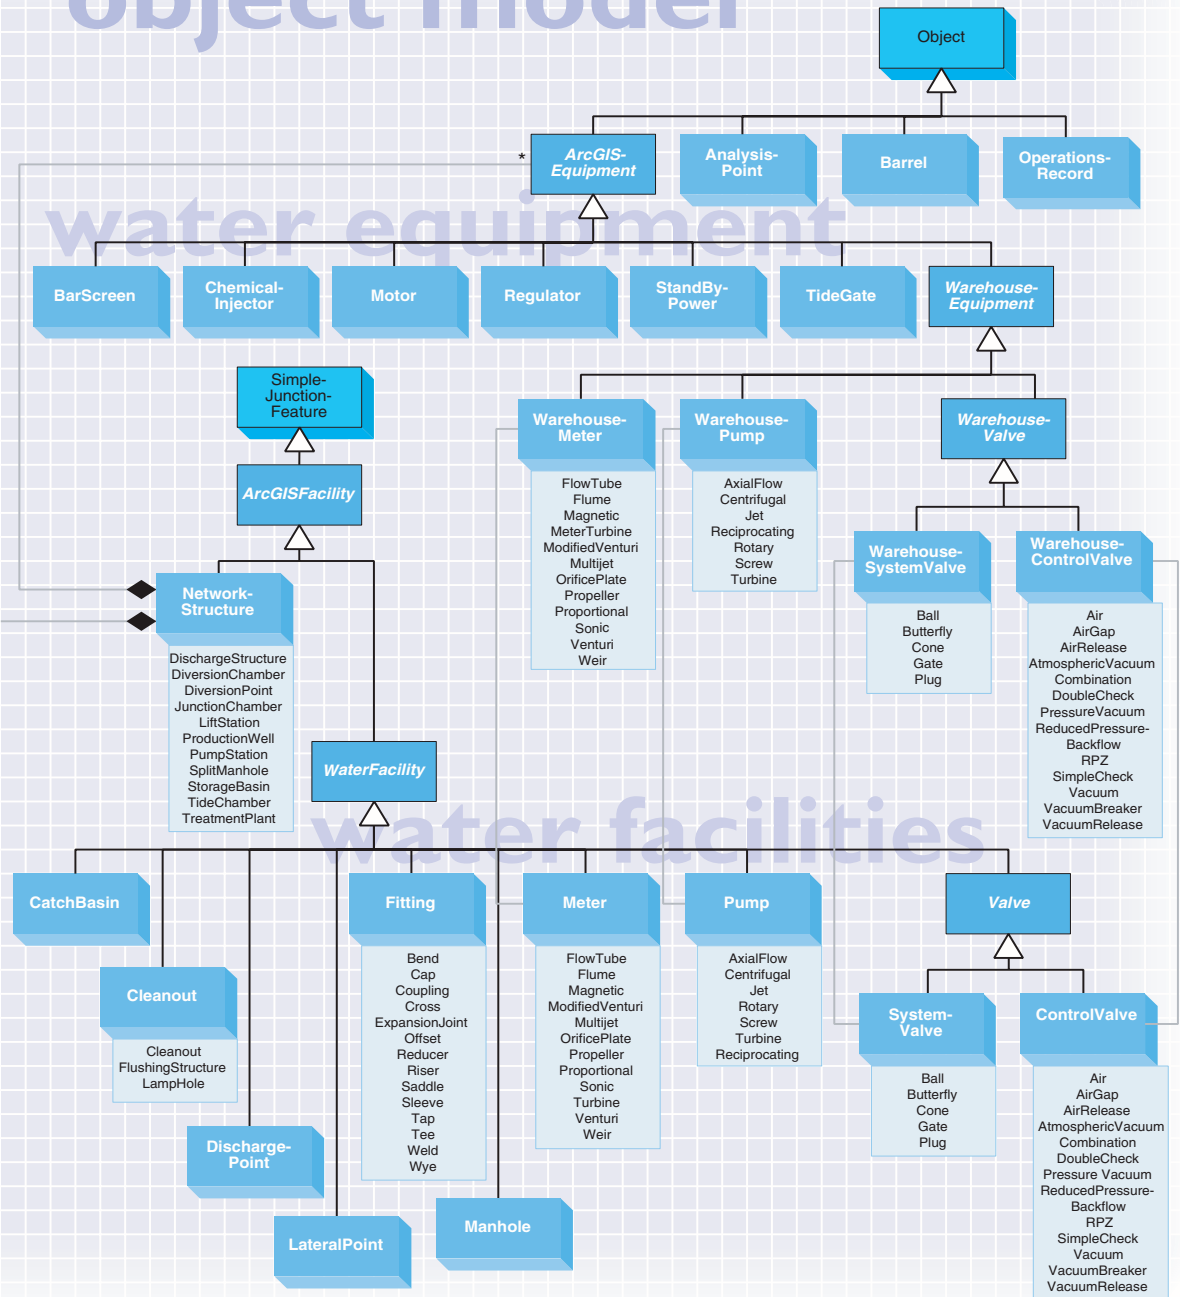 object model
Object
*
ArcGIS-
Equipment
Analysis-
Point
Barrel
Operations-
Record
water equipment
BarScreen
Chemical-
Injector
Motor
Regulator
StandBy-
Power
TideGate
Warehouse-
Equipment
Simple-
Junction-
Feature
ArcGISFacility
Warehouse-
Meter
FlowTube
Flume
Magnetic
MeterTurbine
ModifiedVenturi
Multijet
OrificePlate
Propeller
Proportional
Sonic
Venturi
Weir
Warehouse-
Pump
AxialFlow
Centrifugal
Jet
Reciprocating
Rotary
Screw
Turbine
Warehouse-
Valve
Warehouse-
SystemValve
Ball
Butterfly
Cone
Gate
Plug
Warehouse-
ControlValve
Air
AirGap
AirRelease
AtmosphericVacuum
Combination
DoubleCheck
PressureVacuum
ReducedPressure-
Backflow
RPZ
SimpleCheck
Vacuum
VacuumBreaker
VacuumRelease
Network-
Structure
DischargeStructure
DiversionChamber
DiversionPoint
JunctionChamber
LiftStation
ProductionWell
PumpStation
SplitManhole
StorageBasin
TideChamber
TreatmentPlant
WaterFacility
water facilities
CatchBasin
Cleanout
Cleanout
FlushingStructure
LampHole
Discharge-
Point
LateralPoint
Fitting
Bend
Cap
Coupling
Cross
ExpansionJoint
Offset
Reducer
Riser
Saddle
Sleeve
Tap
Tee
Weld
Wye
Manhole
Meter
FlowTube
Flume
Magnetic
ModifiedVenturi
Multijet
OrificePlate
Propeller
Proportional
Sonic
Turbine
Venturi
Weir
Pump
AxialFlow
Centrifugal
Jet
Rotary
Screw
Turbine
Reciprocating
Valve
System-
Valve
Ball
Butterfly
Cone
Gate
Plug
ControlValve
Air
AirGap
AirRelease
AtmosphericVacuum
Combination
DoubleCheck
Pressure Vacuum
ReducedPressure-
Backflow
RPZ
SimpleCheck
Vacuum
VacuumBreaker
VacuumRelease